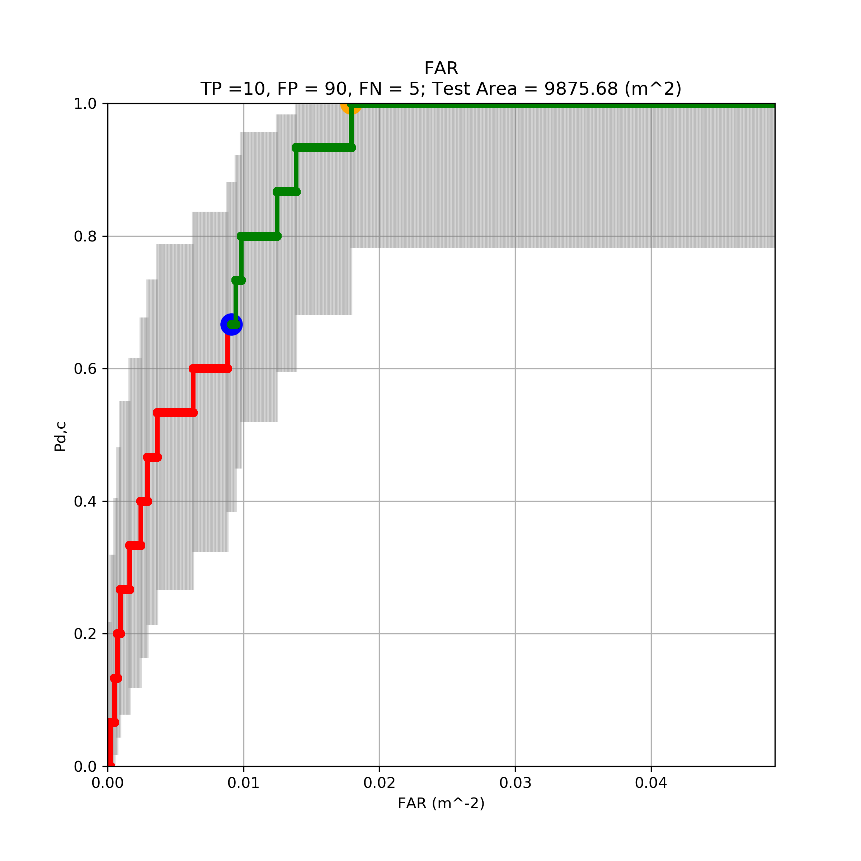 FAR
TP =10, FP = 90, FN = 5; Test Area = 9875.68 (m^2)
1.0
0.8
0.6
0.4
0.2
0.0
Pd,c
0.00 0.01 0.02 0.03 0.04
FAR (m^-2)